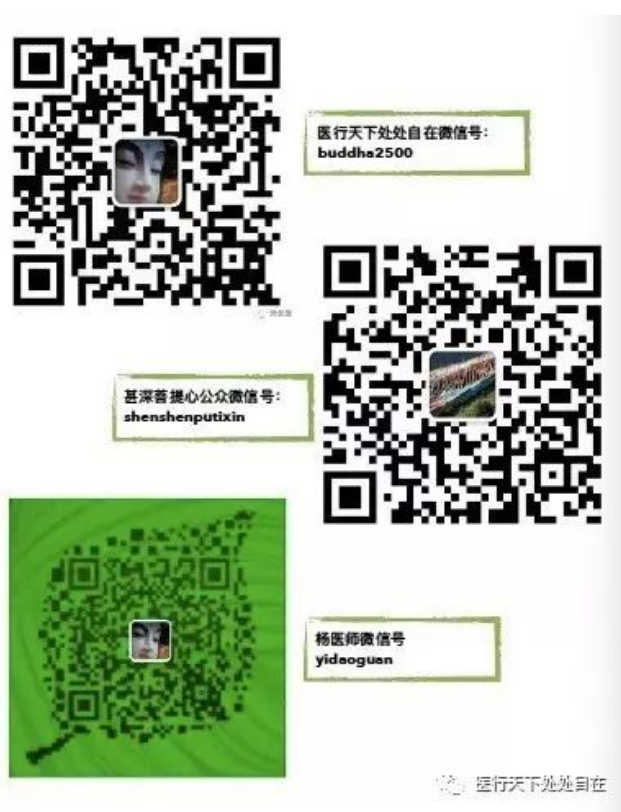 医行天下处处自在微信号：
buddha2500
甚深菩提心公众微信号：
shenshenputixin
杨医师微信号
yidaoguan
医行天下处处自在